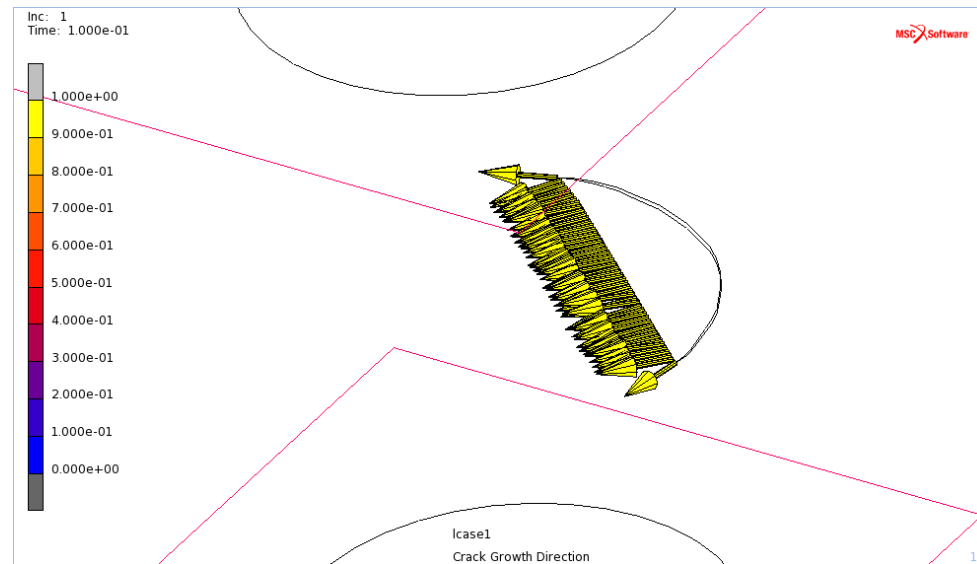 Inc: 1
Time: 1.000e-01
MSC Software
1.000e+00
9.000e-01
8.000e-01
7.000e-01
6.000e-01
5.000e-01
4.000e-01
3.000e-01
2.000e-01
1.000e-01
0.000e+00
lcase1
Crack Growth Direction
1